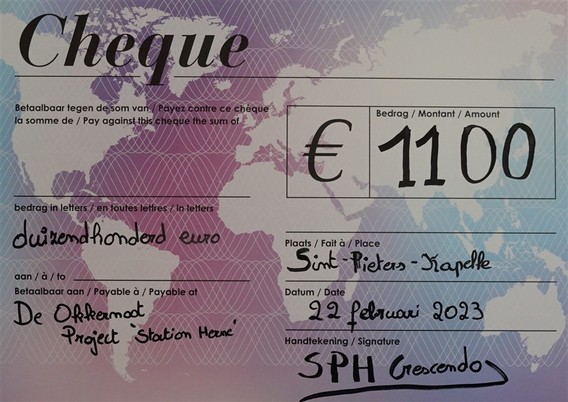 Cheque
Betaalbaar tegen de som van / Payez contre ce chèque
la somme de / Pay against this cheque the sum of
€
Bedrag / Montant / Amount
1100
bedrag in letters / en toutes lettres / in letters
duizendhonderd euro
aan / à / to
Betaalbaar aan / Payable à / Payable at
De Okkernoot
Project 'Station Herne'
Plaats / Fait à / Place
Sint-Pieters-Kapelle
Datum / Date
22 februari 2023
Handtekening / Signature
SPH Crescendo